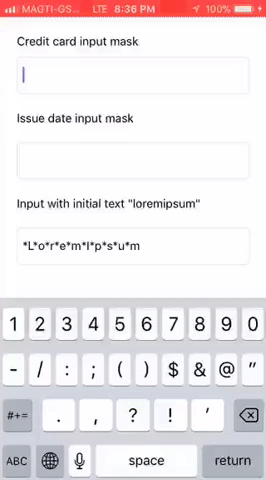 MAGTI-GS... LTE 8:36 PM 100%
Credit card input mask
Issue date input mask
Input with initial text "loremipsum"
*L*o*r*e*m*I*p*s*u*m
1 2 3 4 5 6 7 8 9 0
- / : ; ( ) $ & @ "
#+= . , ? ! '
ABC space return